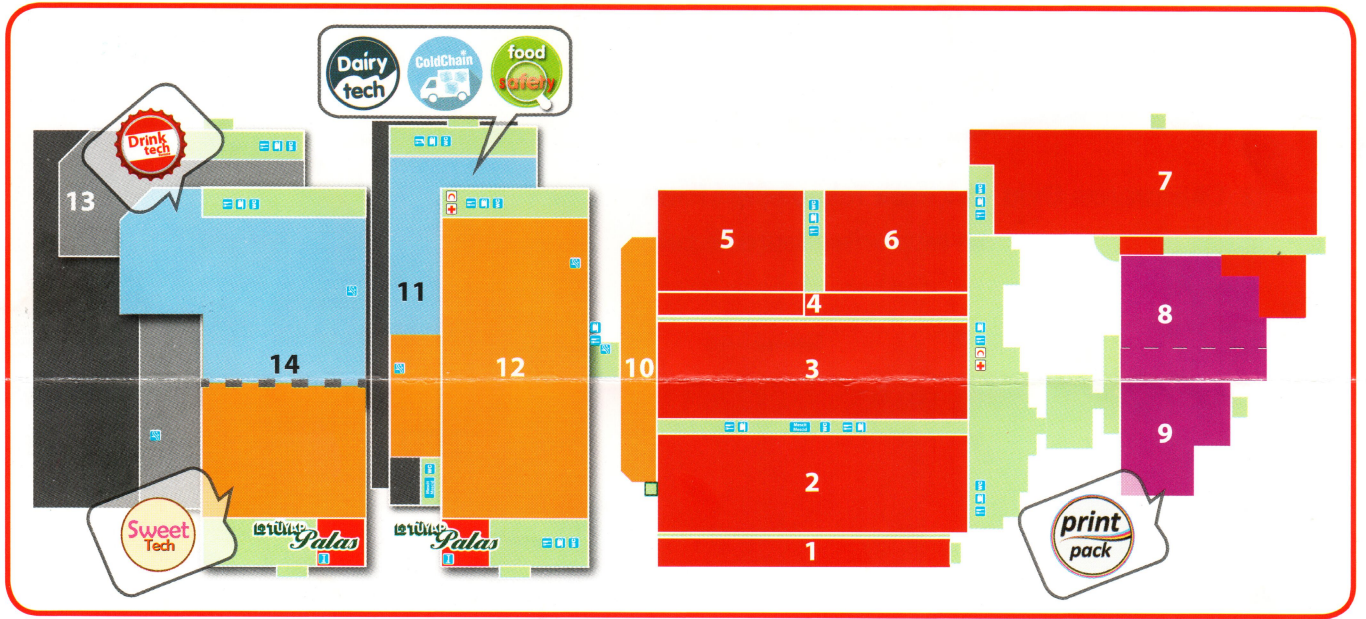 Dairy
tech
ColdChain
food
safety
Drink
tech
13
7
5
6
11
4
8
14
12
10
3
9
2
Sweet
Tech
TÜYAP
Palas
TÜYAP
Palas
print
pack
1